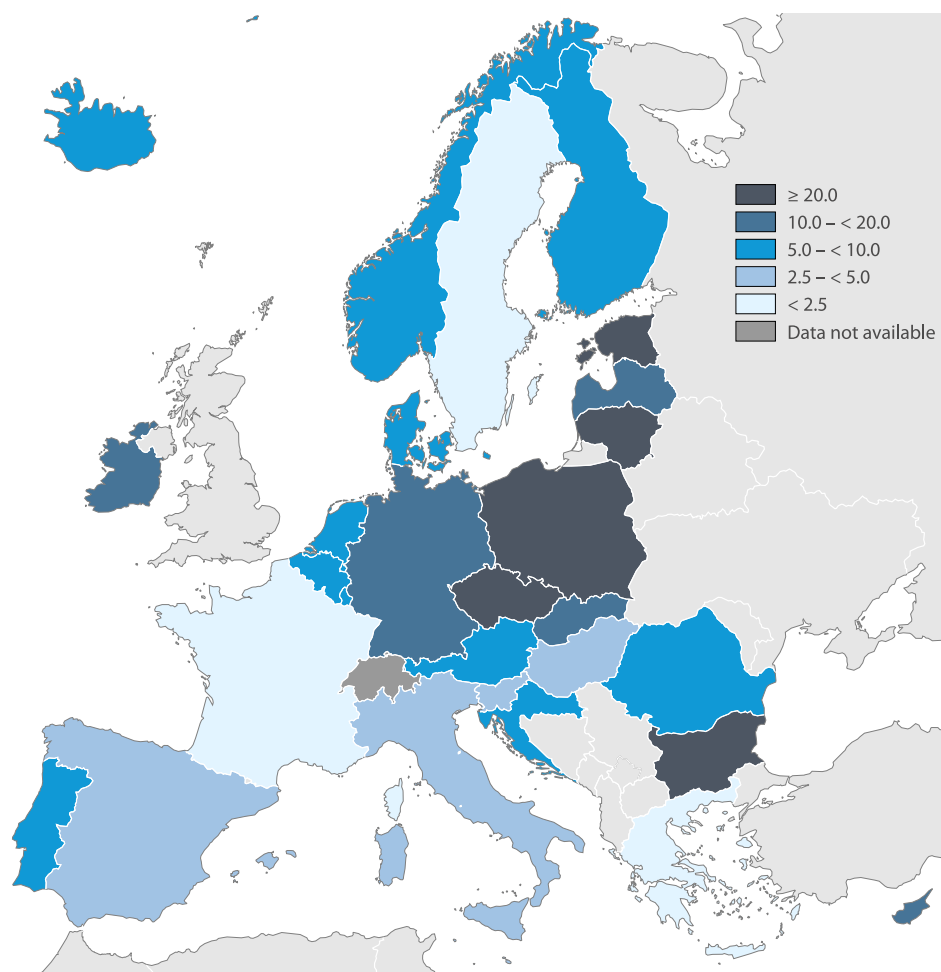 ≥ 20.0
10.0 – < 20.0
5.0 – < 10.0
2.5 – < 5.0
< 2.5
Data not available